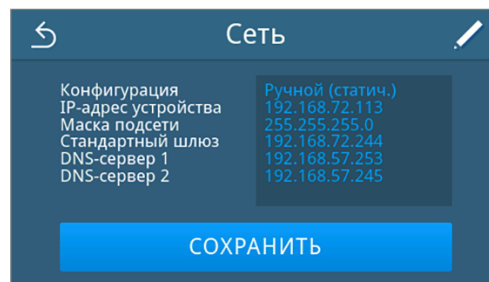 Сеть
Конфигурация Ручной (статич.)
IP-адрес устройства 192.168.72.113
Маска подсети 255.255.255.0
Стандартный шлюз 192.168.72.244
DNS-сервер 1 192.168.57.253
DNS-сервер 2 192.168.57.245
СОХРАНИТЬ